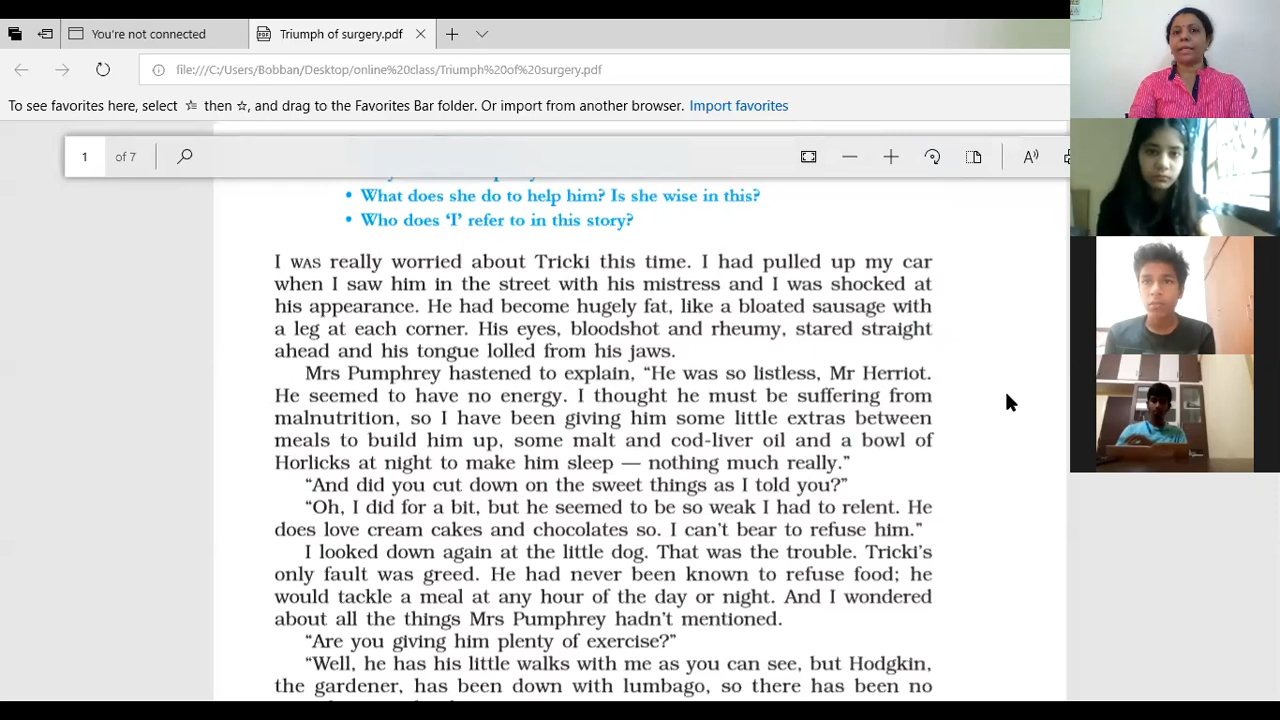 You're not connected
Triumph of surgery.pdf
file:///C:/Users/Bobban/Desktop/online%20class/Triumph%20of%20surgery.pdf
To see favorites here, select then , and drag to the Favorites Bar folder. Or import from another browser. Import favorites
1 of 7
• What does she do to help him? Is she wise in this?
• Who does ‘I’ refer to in this story?
I WAS really worried about Tricki this time. I had pulled up my car
when I saw him in the street with his mistress and I was shocked at
his appearance. He had become hugely fat, like a bloated sausage with
a leg at each corner. His eyes, bloodshot and rheumy, stared straight
ahead and his tongue lolled from his jaws.
Mrs Pumphrey hastened to explain, “He was so listless, Mr Herriot.
He seemed to have no energy. I thought he must be suffering from
malnutrition, so I have been giving him some little extras between
meals to build him up, some malt and cod-liver oil and a bowl of
Horlicks at night to make him sleep — nothing much really.”
“And did you cut down on the sweet things as I told you?”
“Oh, I did for a bit, but he seemed to be so weak I had to relent. He
does love cream cakes and chocolates so. I can’t bear to refuse him.”
I looked down again at the little dog. That was the trouble. Tricki’s
only fault was greed. He had never been known to refuse food; he
would tackle a meal at any hour of the day or night. And I wondered
about all the things Mrs Pumphrey hadn’t mentioned.
“Are you giving him plenty of exercise?”
“Well, he has his little walks with me as you can see, but Hodgkin,
the gardener, has been down with lumbago, so there has been no